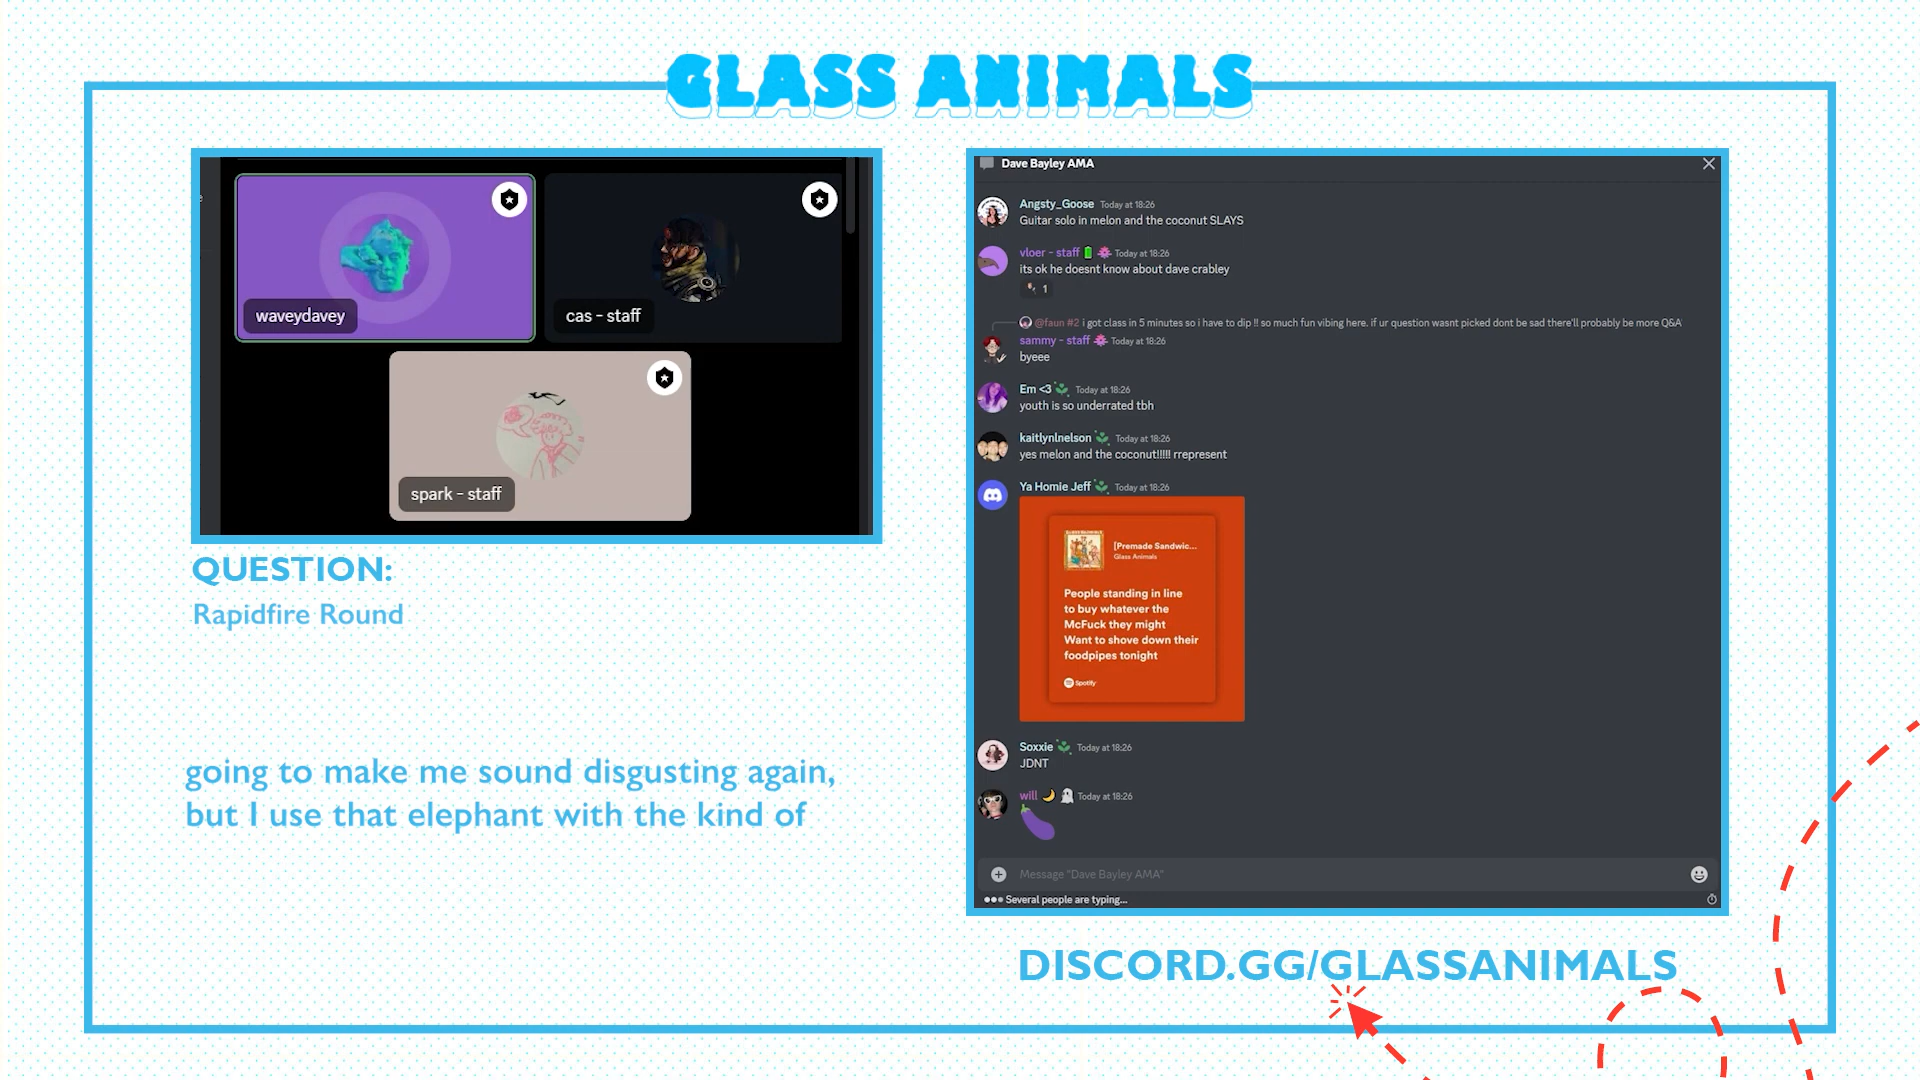 GLASS ANIMALS
waveydavey
cas - staff
spark - staff
QUESTION:
Rapidfire Round
going to make me sound disgusting again,
but I use that elephant with the kind of
Dave Bayley AMA
Angsty_Goose Today at 18:26
Guitar solo in melon and the coconut SLAYS
vloer - staff Today at 18:26
its ok he doesnt know about dave crabley
1
@faun #2 i got class in 5 minutes so i have to dip !! so much fun vibing here. if ur question wasnt picked dont be sad there'll probably be more Q&A'
sammy - staff Today at 18:26
byeee
Em <3 Today at 18:26
youth is so underrated tbh
kaitlynlnelson Today at 18:26
yes melon and the coconut!!!!! rrepresent
Ya Homie Jeff Today at 18:26
[Premade Sandwic...
Glass Animals
People standing in line
to buy whatever the
McFuck they might
Want to shove down their
foodpipes tonight
Spotify
Soxxie Today at 18:26
JDNT
will Today at 18:26
Message "Dave Bayley AMA"
Several people are typing...
DISCORD.GG/GLASSANIMALS